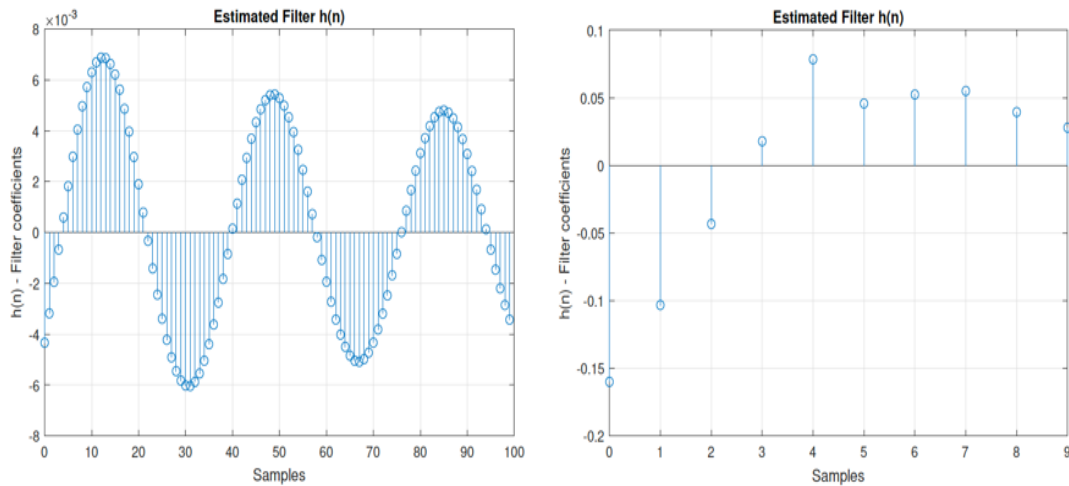 Estimated Filter h(n)
×10⁻³
8
6
4
2
0
-2
-4
-6
-8
h(n) - Filter coefficients
0 10 20 30 40 50 60 70 80 90 100
Samples
Estimated Filter h(n)
0.1
0.05
0
-0.05
-0.1
-0.15
-0.2
h(n) - Filter coefficients
0 1 2 3 4 5 6 7 8 9
Samples